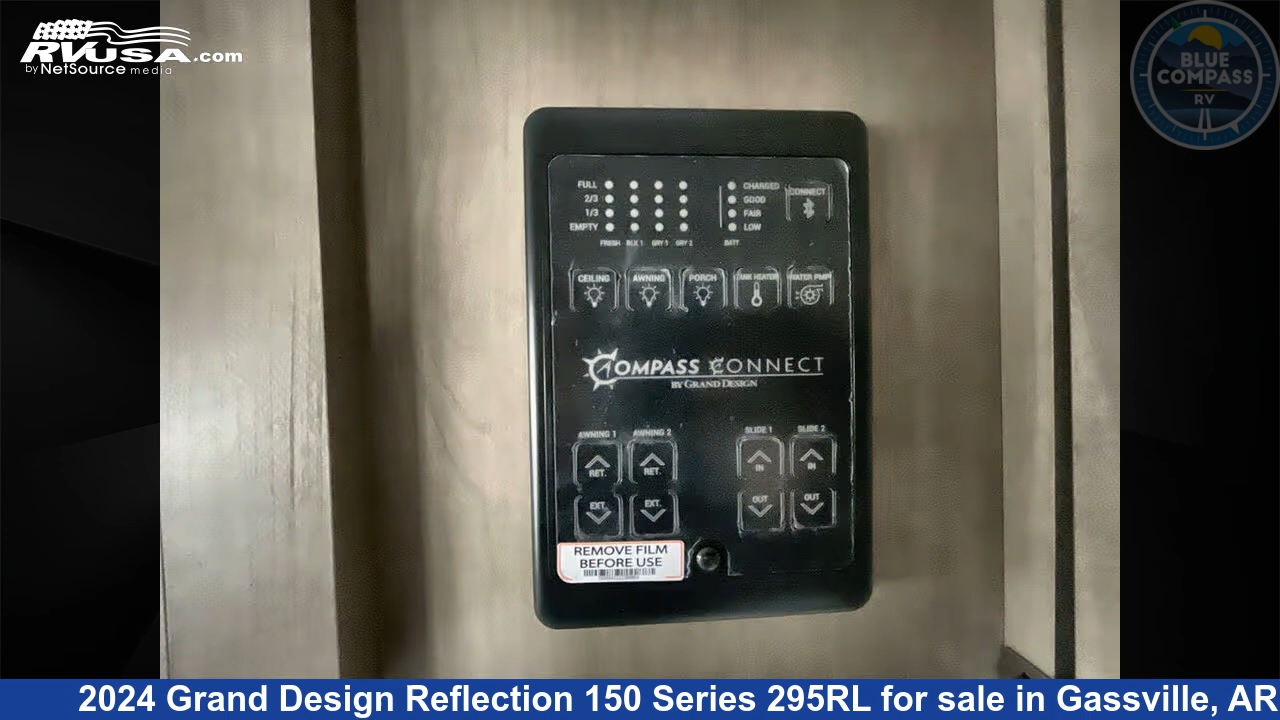 RVUSA.com
by NetSource media
BLUE
COMPASS
RV
FULL
2/3
1/3
EMPTY
FRESH BLK 1 GRY 1 GRY 2
CHARGED
GOOD
FAIR
LOW
BATT
CONNECT
CEILING AWNING PORCH TANK HEATER WATER PMP
COMPASS CONNECT
BY GRAND DESIGN
AWNING 1 AWNING 2 SLIDE 1 SLIDE 2
RET. RET. IN IN
EXT. EXT. OUT OUT
REMOVE FILM
BEFORE USE
2024 Grand Design Reflection 150 Series 295RL for sale in Gassville, AR